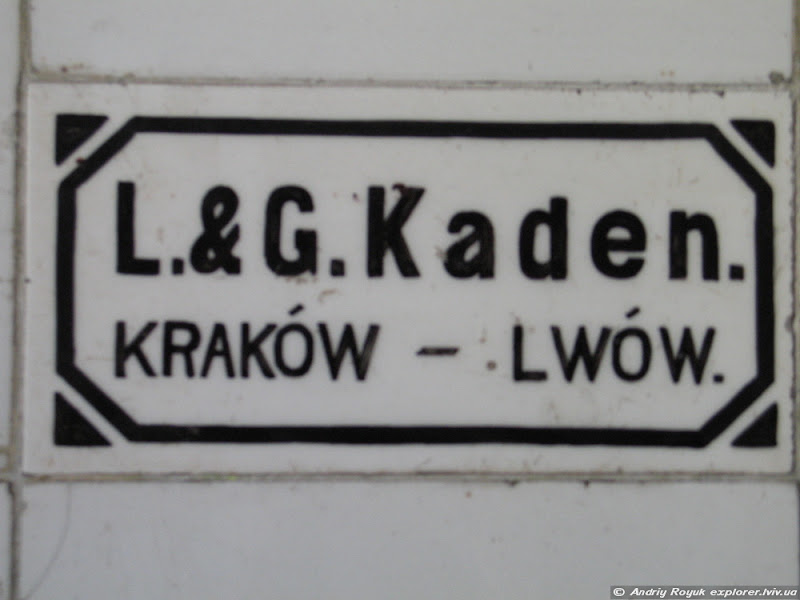 L.&G.Kaden.
KRAKÓW – LWÓW.
© Andriy Royuk explorer.lviv.ua